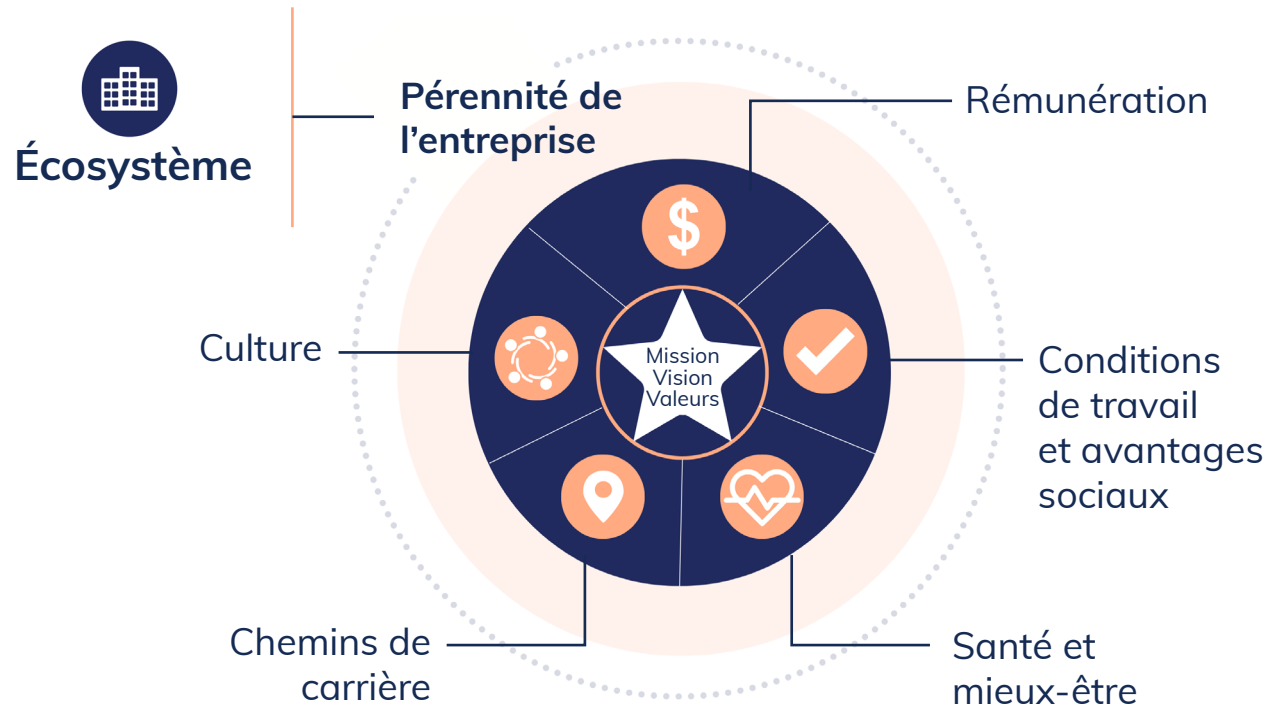 Écosystème
Pérennité de
l’entreprise
Rémunération
$
Culture
Mission
Vision
Valeurs
Conditions
de travail
et avantages
sociaux
Chemins de
carrière
Santé et
mieux-être